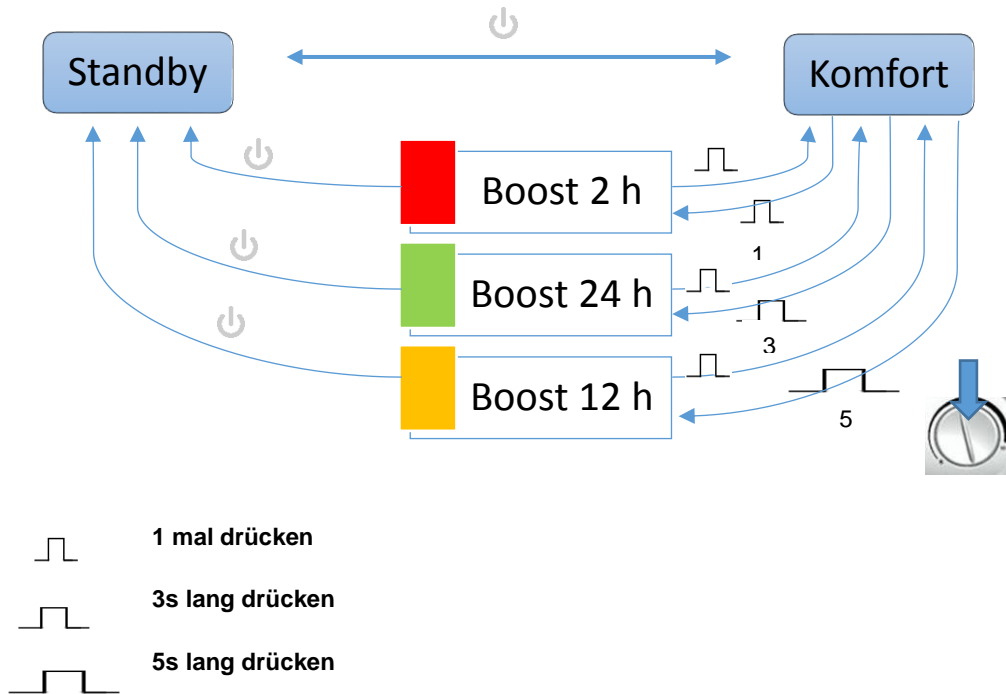 Standby
Komfort
Boost 2 h
1
Boost 24 h
3
Boost 12 h
5
1 mal drücken
3s lang drücken
5s lang drücken